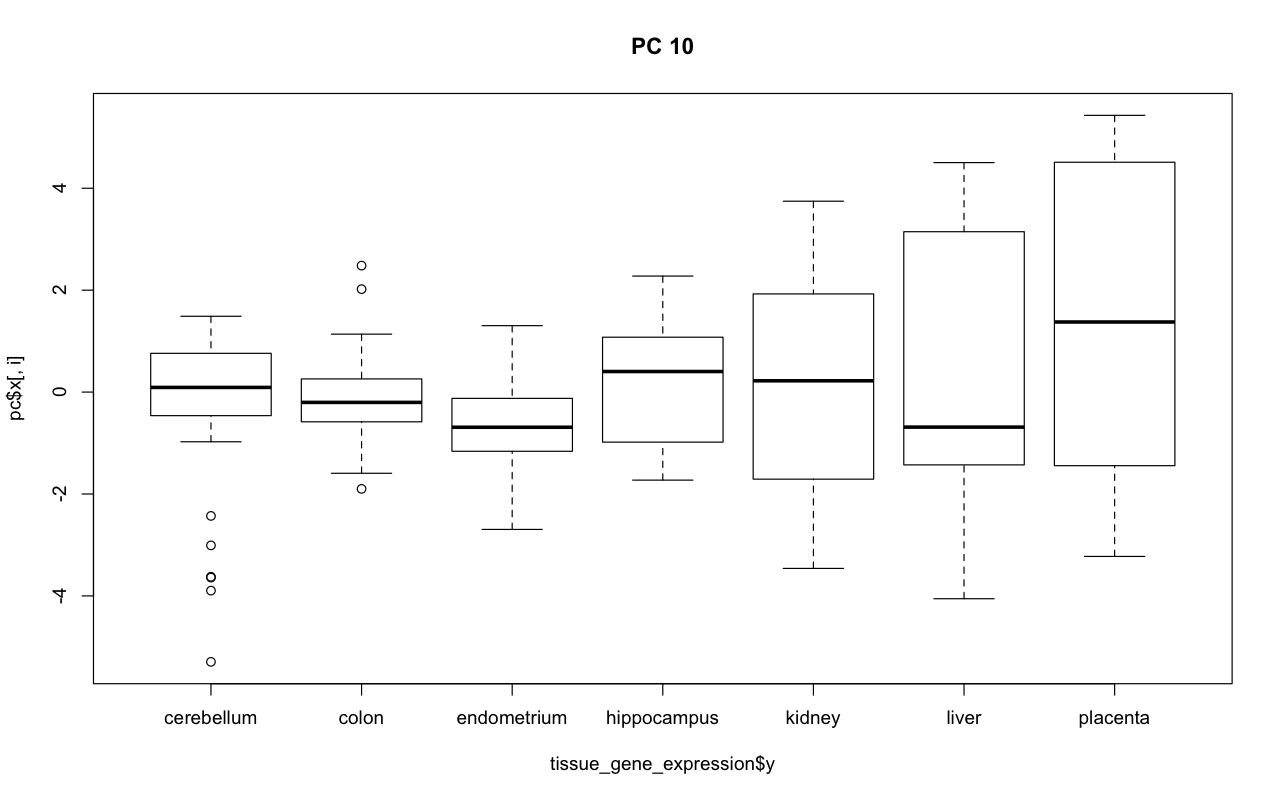 PC 10
pc$x[, i]
4
2
0
-2
-4
cerebellum colon endometrium hippocampus kidney liver placenta
tissue_gene_expression$y